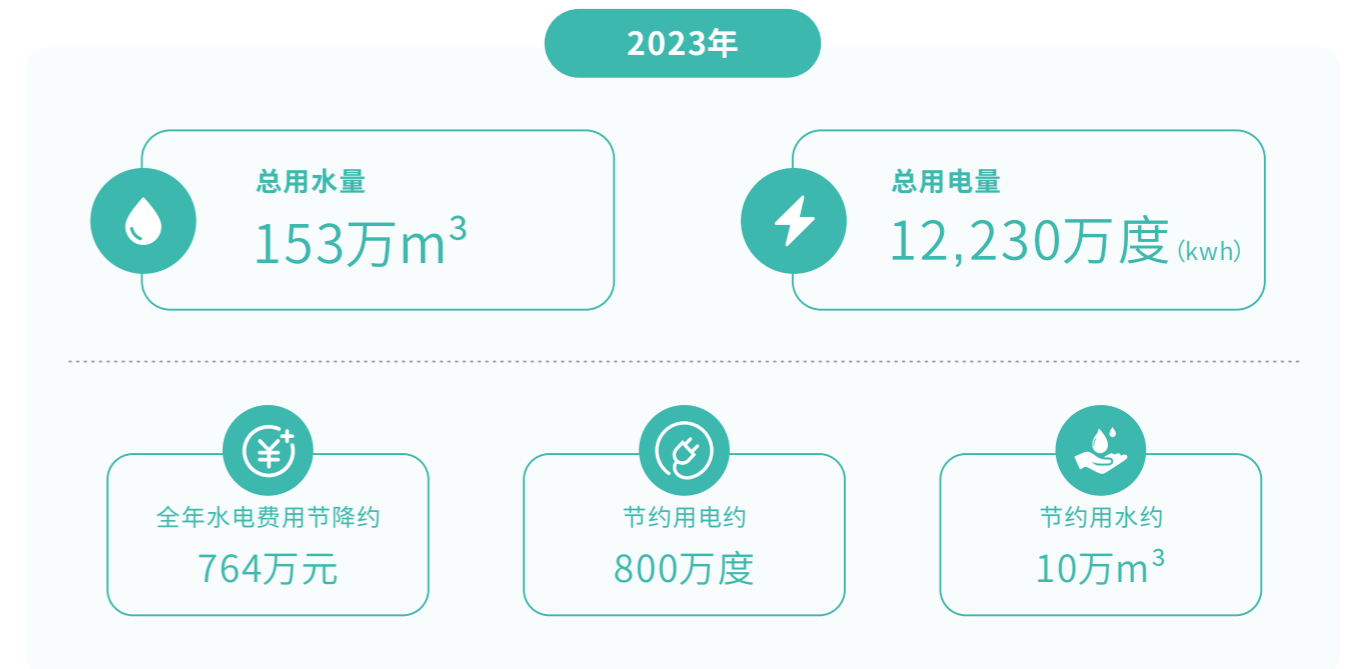 2023年
总用水量
153万m³
总用电量
12,230万度(kwh)
全年水电费用节降约
764万元
节约用电约
800万度
节约用水约
10万m³